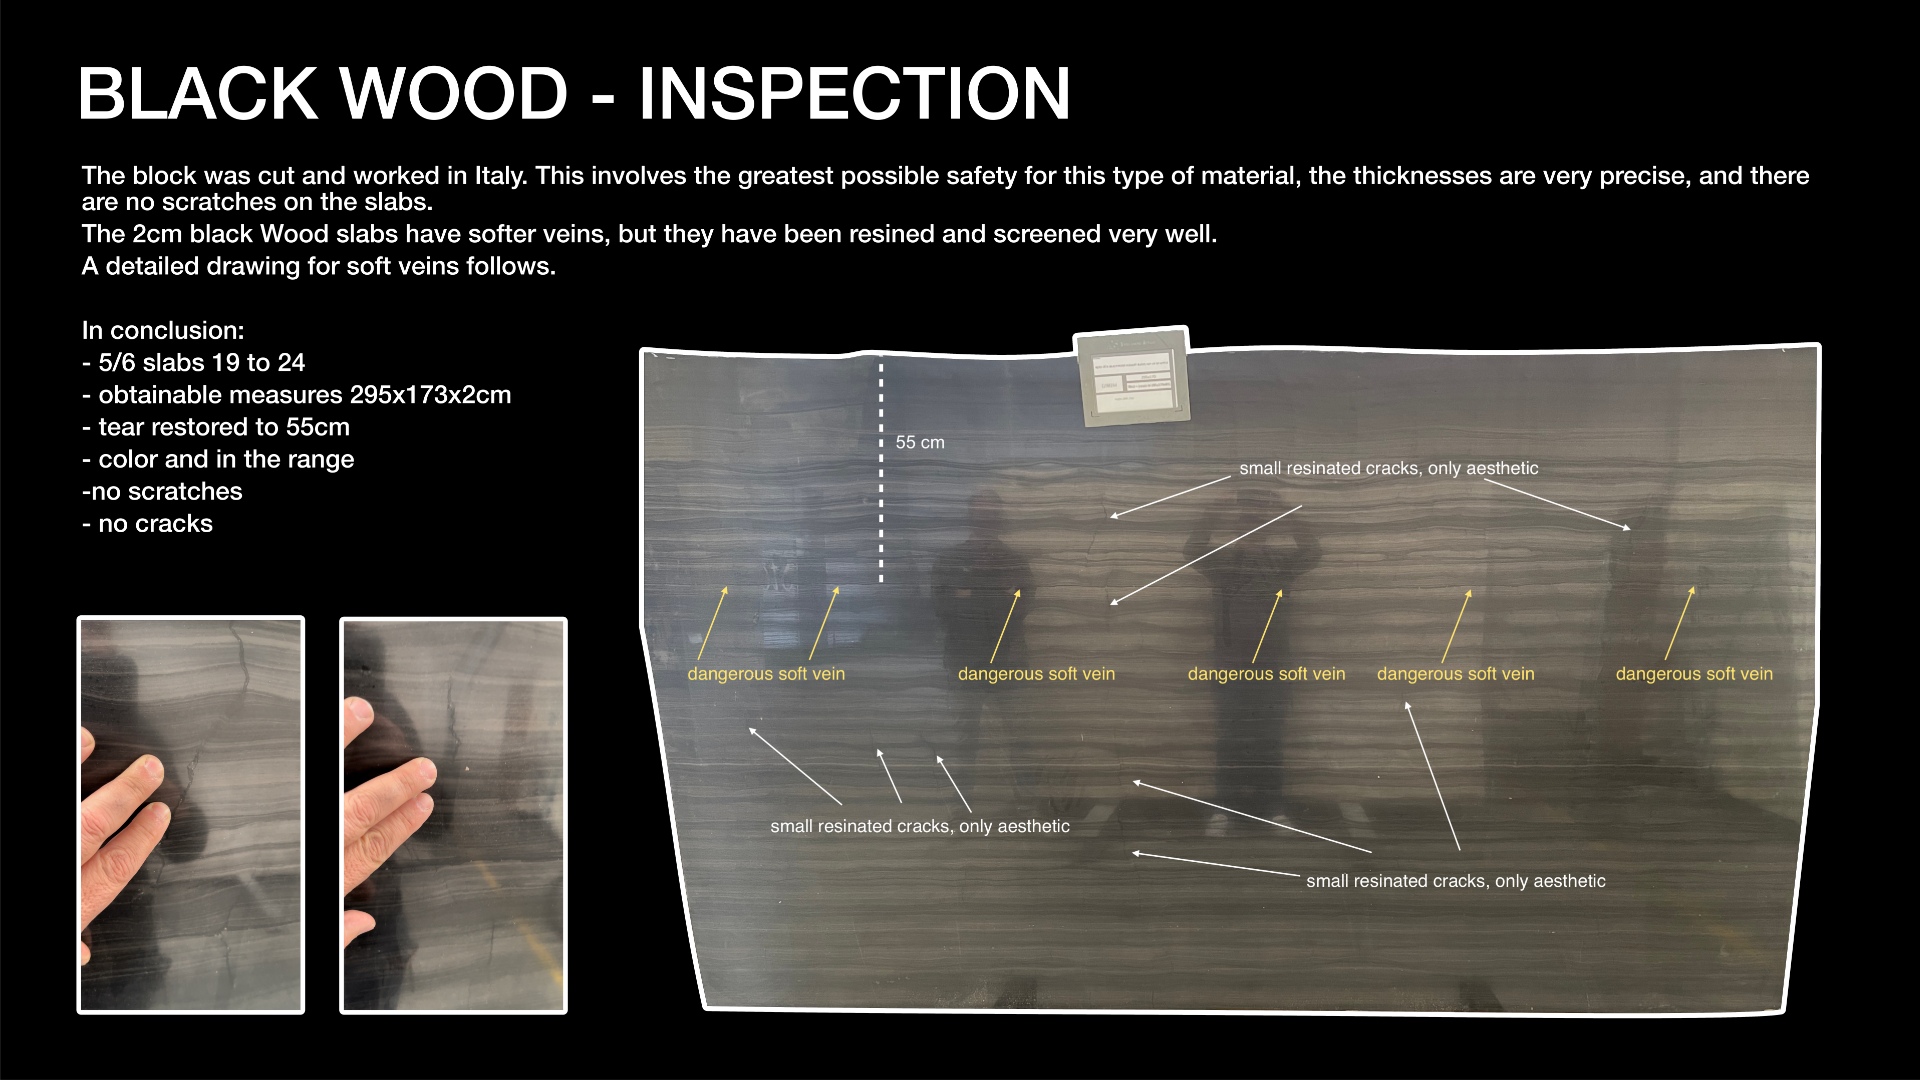 BLACK WOOD - INSPECTION
The block was cut and worked in Italy. This involves the greatest possible safety for this type of material, the thicknesses are very precise, and there
are no scratches on the slabs.
The 2cm black Wood slabs have softer veins, but they have been resined and screened very well.
A detailed drawing for soft veins follows.
In conclusion:
- 5/6 slabs 19 to 24
- obtainable measures 295x173x2cm
- tear restored to 55cm
- color and in the range
-no scratches
- no cracks
55 cm
small resinated cracks, only aesthetic
dangerous soft vein
dangerous soft vein
dangerous soft vein
dangerous soft vein
dangerous soft vein
small resinated cracks, only aesthetic
small resinated cracks, only aesthetic